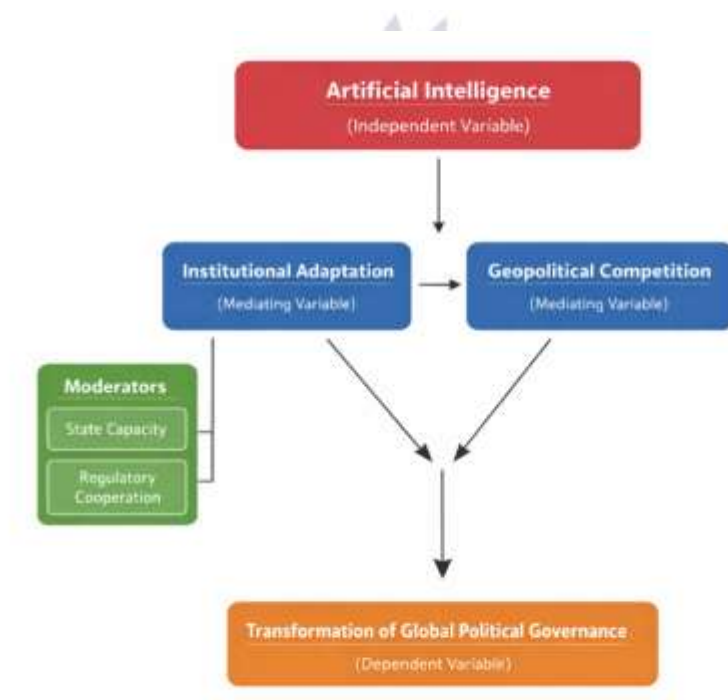 Artificial Intelligence
(Independent Variable)
Institutional Adaptation
(Mediating Variable)
Geopolitical Competition
(Mediating Variable)
Moderators
State Capacity
Regulatory
Cooperation
Transformation of Global Political Governance
(Dependent Variable)